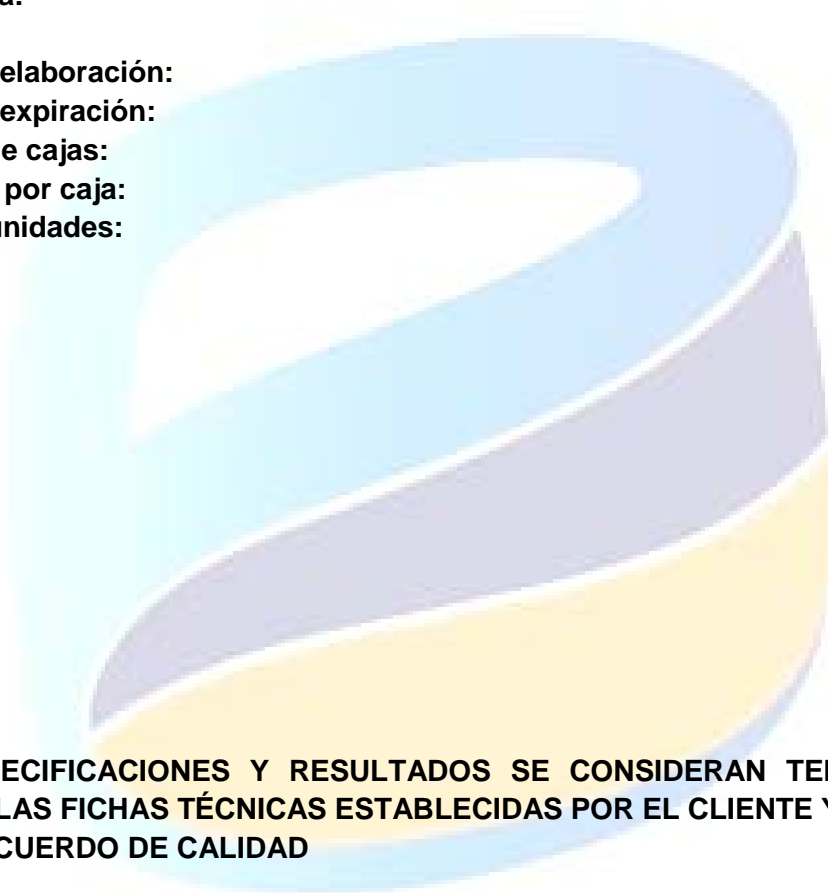 a:
elaboración:
expiración:
e cajas:
por caja:
unidades:
ECIFICACIONES Y RESULTADOS SE CONSIDERAN TE
LAS FICHAS TÉCNICAS ESTABLECIDAS POR EL CLIENTE Y
CUERDO DE CALIDAD